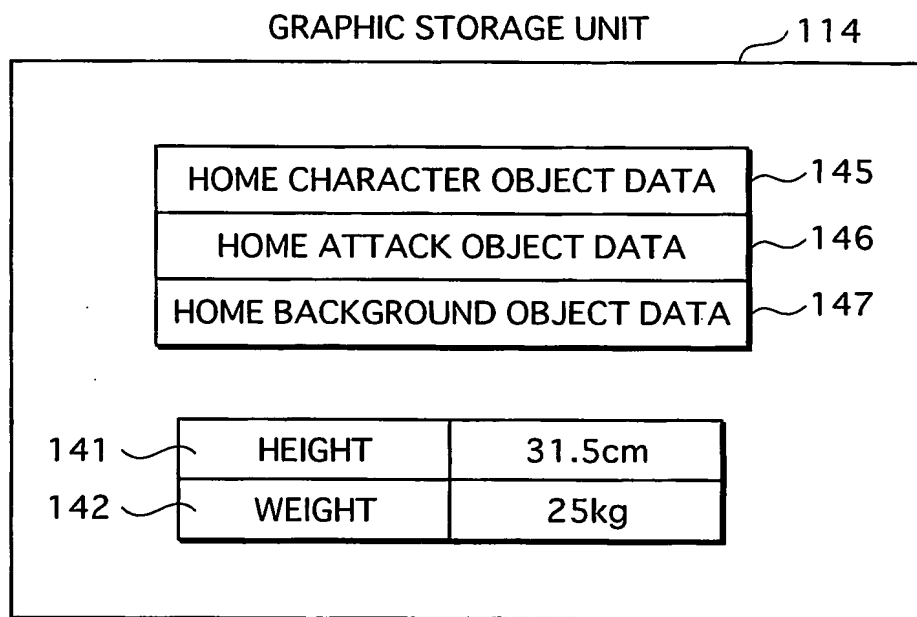 GRAPHIC STORAGE UNIT 114
HOME CHARACTER OBJECT DATA 145
HOME ATTACK OBJECT DATA 146
HOME BACKGROUND OBJECT DATA 147
141 HEIGHT 31.5cm
142 WEIGHT 25kg